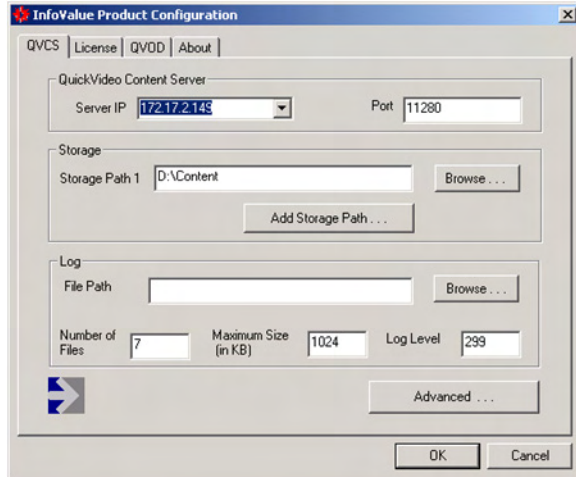 InfoValue Product Configuration
QVCS License QVOD About
QuickVideo Content Server
Server IP 172.17.2.149 Port 11280
Storage
Storage Path 1 D:\Content Browse . . .
Add Storage Path . . .
Log
File Path Browse . . .
Number of Files 7 Maximum Size (in KB) 1024 Log Level 299
Advanced . . .
OK Cancel